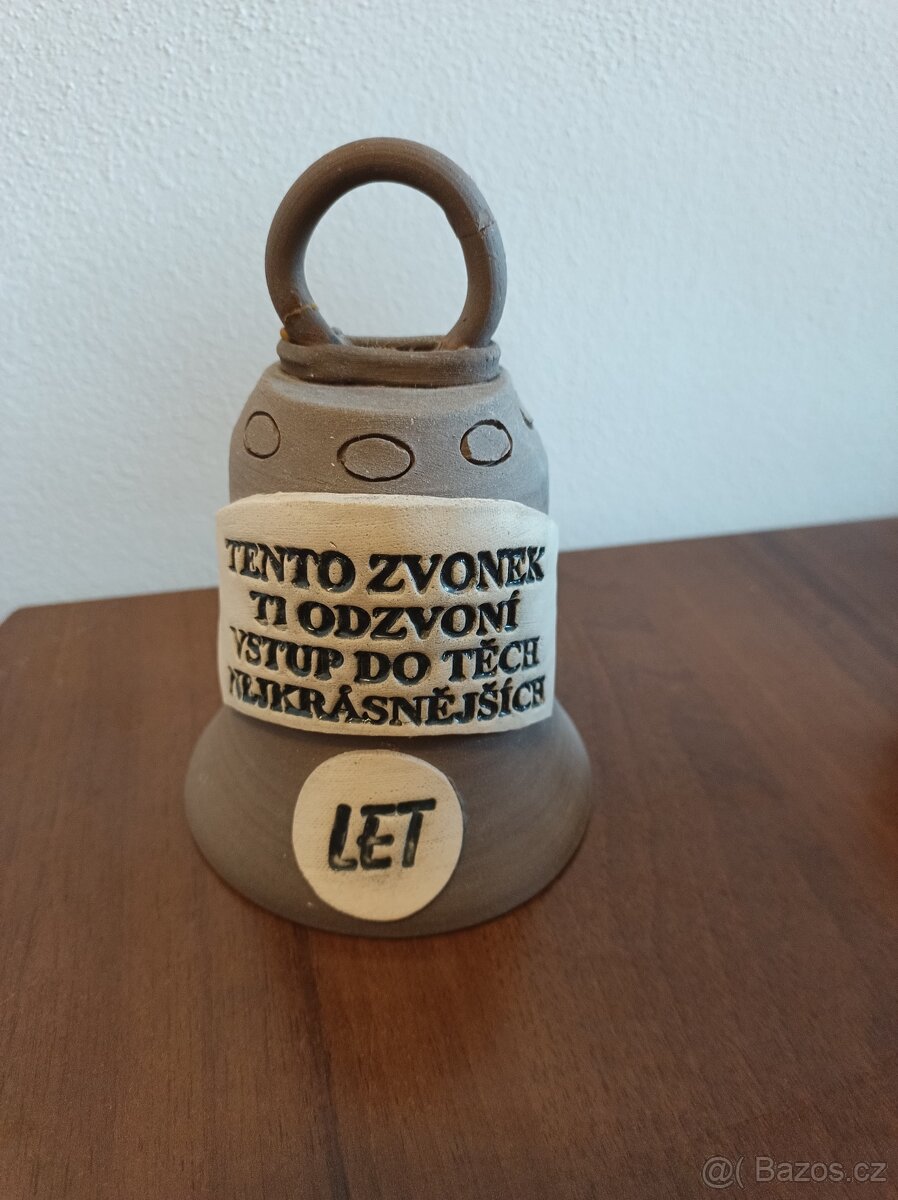 TENTO ZVONEK
TI ODZVONÍ
VSTUP DO TĚCH
NEJKRÁSNĚJŠÍCH
LET
@( Bazos.cz